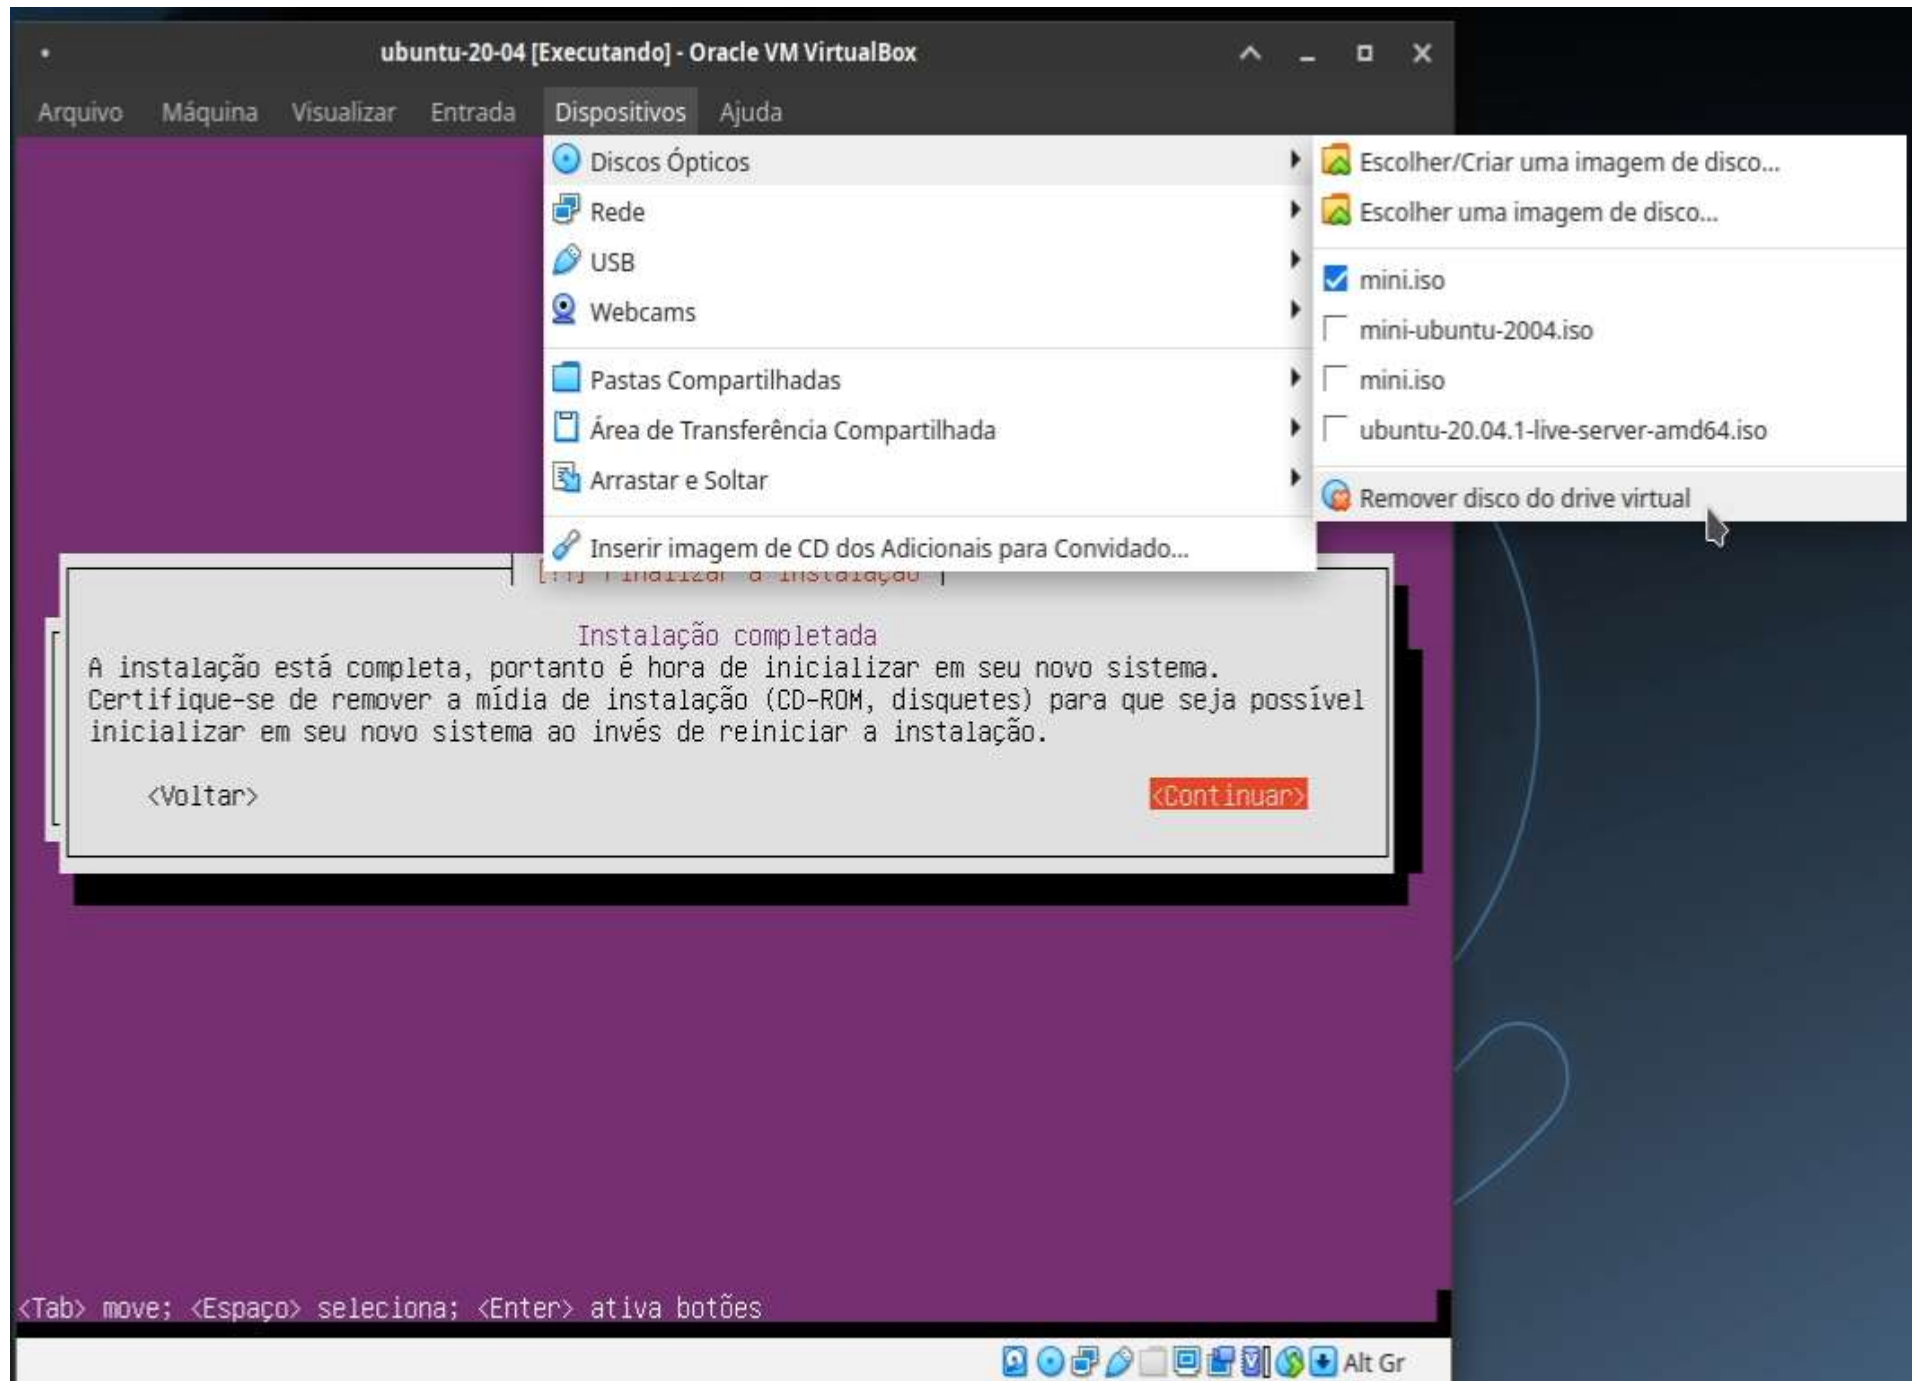 ubuntu-20-04 [Executando] - Oracle VM VirtualBox
Arquivo Máquina Visualizar Entrada Dispositivos Ajuda
Discos Ópticos
Rede
USB
Webcams
Pastas Compartilhadas
Área de Transferência Compartilhada
Arrastar e Soltar
Inserir imagem de CD dos Adicionais para Convidado...
Escolher/Criar uma imagem de disco...
Escolher uma imagem de disco...
mini.iso
mini-ubuntu-2004.iso
mini.iso
ubuntu-20.04.1-live-server-amd64.iso
Remover disco do drive virtual
[!!] Finalizar a instalação
Instalação completada
A instalação está completa, portanto é hora de inicializar em seu novo sistema.
Certifique-se de remover a mídia de instalação (CD-ROM, disquetes) para que seja possível
inicializar em seu novo sistema ao invés de reiniciar a instalação.
<Voltar> <Continuar>
<Tab> move; <Espaço> seleciona; <Enter> ativa botões
Alt Gr